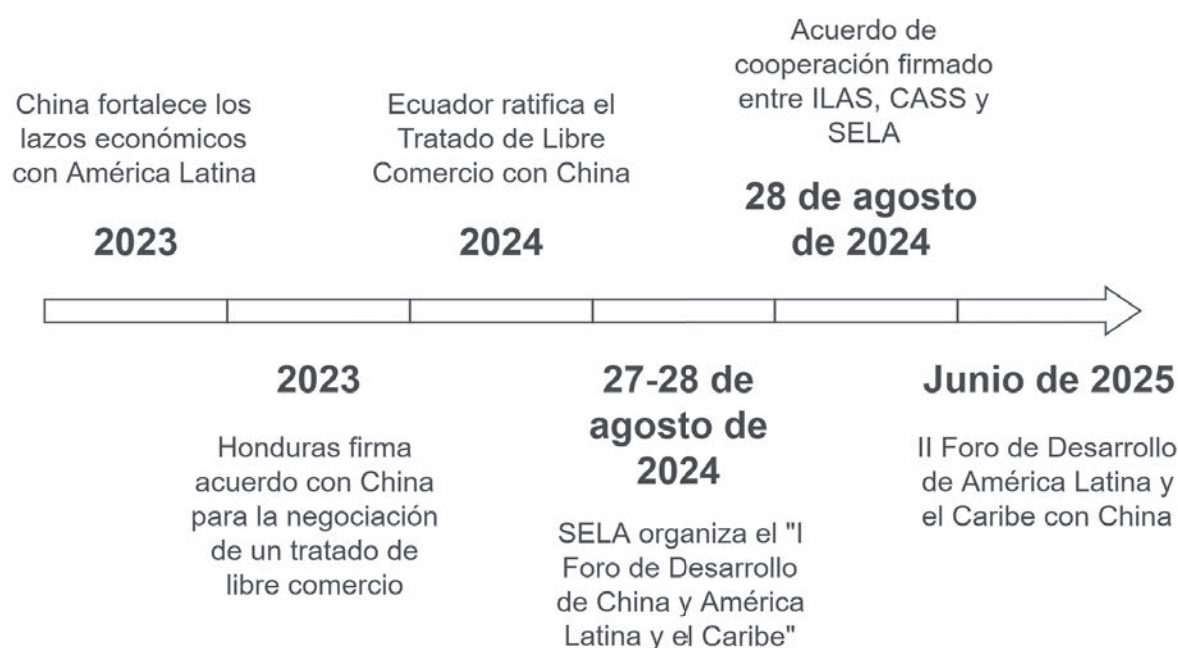 China fortalece los
lazos económicos
con América Latina
2023
2023
Honduras firma
acuerdo con China
para la negociación
de un tratado de
libre comercio
Ecuador ratifica el
Tratado de Libre
Comercio con China
2024
27-28 de
agosto de
2024
SELA organiza el "I
Foro de Desarrollo
de China y América
Latina y el Caribe"
Acuerdo de
cooperación firmado
entre ILAS, CASS y
SELA
28 de agosto
de 2024
Junio de 2025
II Foro de Desarrollo
de América Latina y
el Caribe con China